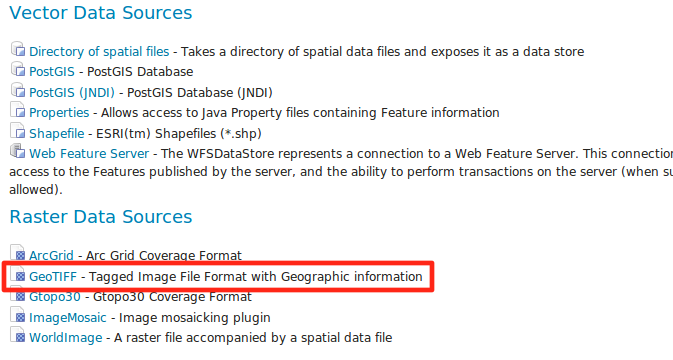 Vector Data Sources
Directory of spatial files - Takes a directory of spatial data files and exposes it as a data store
PostGIS - PostGIS Database
PostGIS (JNDI) - PostGIS Database (JNDI)
Properties - Allows access to Java Property files containing Feature information
Shapefile - ESRI(tm) Shapefiles (*.shp)
Web Feature Server - The WFSDataStore represents a connection to a Web Feature Server. This connection
access to the Features published by the server, and the ability to perform transactions on the server (when su
allowed).
Raster Data Sources
ArcGrid - Arc Grid Coverage Format
GeoTIFF - Tagged Image File Format with Geographic information
Gtopo30 - Gtopo30 Coverage Format
ImageMosaic - Image mosaicking plugin
WorldImage - A raster file accompanied by a spatial data file